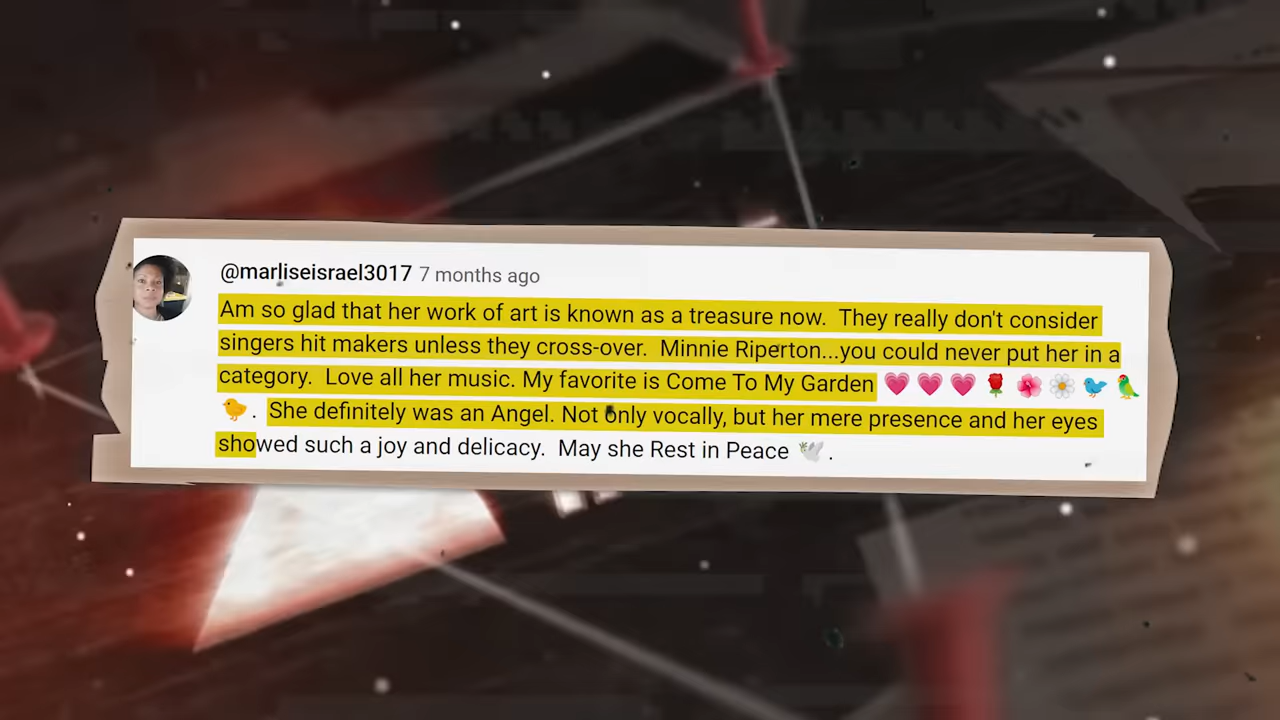 @marliseisrael3017 7 months ago
Am so glad that her work of art is known as a treasure now.  They really don't consider
singers hit makers unless they cross-over.  Minnie Riperton...you could never put her in a
category.  Love all her music. My favorite is Come To My Garden 💗💗💗🌹🌺🌼🐦🦜
🐤.  She definitely was an Angel. Not only vocally, but her mere presence and her eyes
showed such a joy and delicacy.  May she Rest in Peace 🕊️.